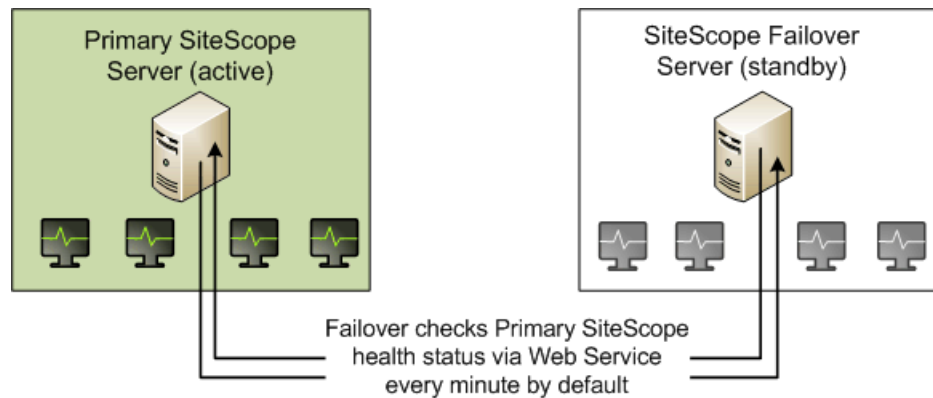 Primary SiteScope
Server (active)
SiteScope Failover
Server (standby)
Failover checks Primary SiteScope
health status via Web Service
every minute by default